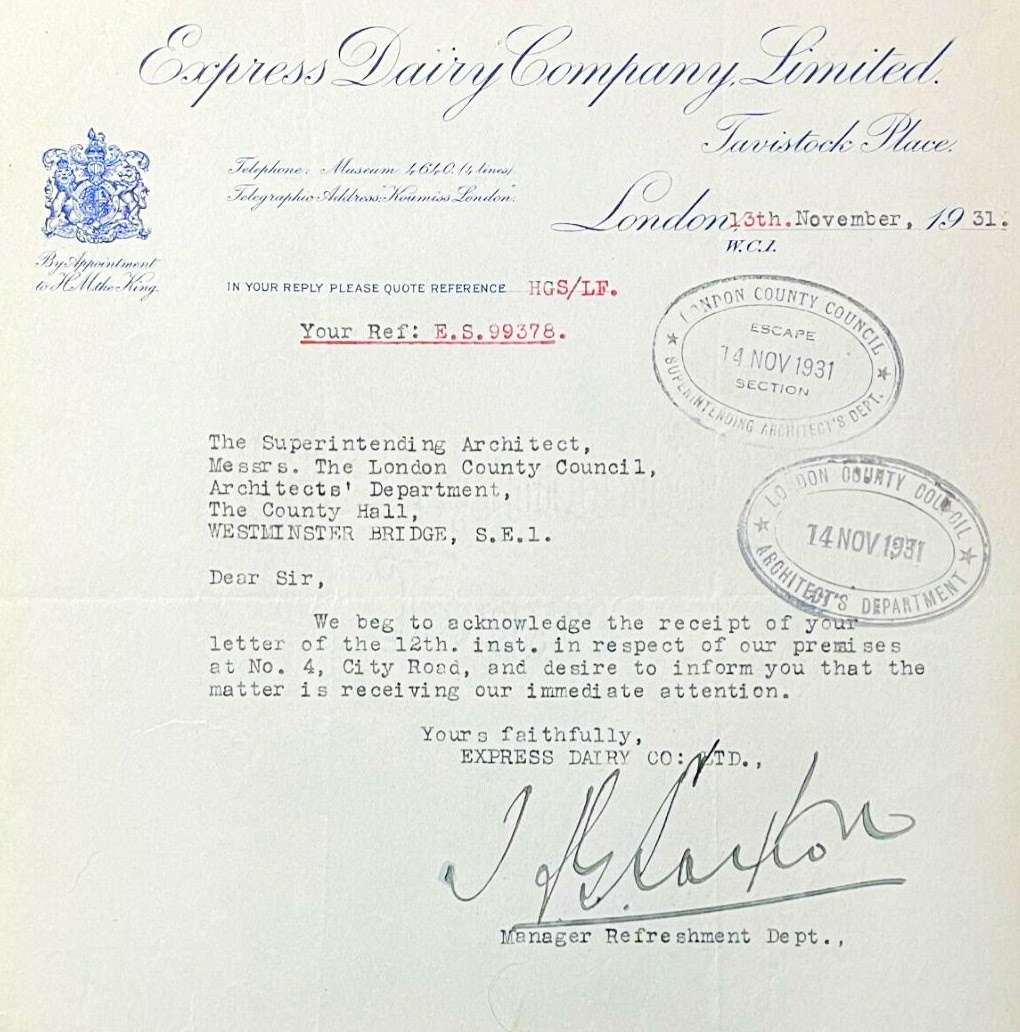 Express Dairy Company, Limited.
Tavistock Place.
Telephone: Museum 4640. (4 lines)
Telegraphic Address: "Koumiss London".
London 13th. November, 1931.
W.C.1.
By Appointment
to H.M. the King.
IN YOUR REPLY PLEASE QUOTE REFERENCE HGS/LF.
Your Ref: E.S.99378.
LONDON COUNTY COUNCIL
ESCAPE
14 NOV 1931
SECTION
SUPERINTENDING ARCHITECT'S DEPT.
The Superintending Architect,
Messrs. The London County Council,
Architects' Department,
The County Hall,
WESTMINSTER BRIDGE, S.E.1.
LONDON COUNTY COUNCIL
14 NOV 1931
ARCHITECT'S DEPARTMENT
Dear Sir,
We beg to acknowledge the receipt of your
letter of the 12th. inst. in respect of our premises
at No. 4, City Road, and desire to inform you that the
matter is receiving our immediate attention.
Yours faithfully,
EXPRESS DAIRY CO: LTD.,
Manager Refreshment Dept.,